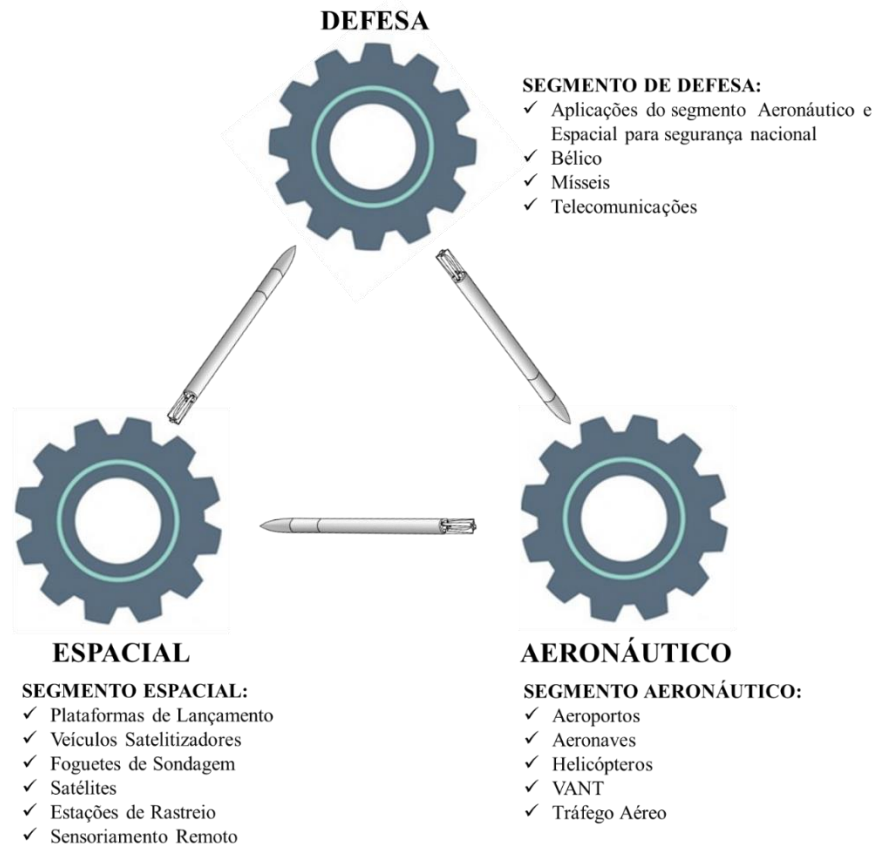 DEFESA
SEGMENTO DE DEFESA:
✓ Aplicações do segmento Aeronáutico e
Espacial para segurança nacional
✓ Bélico
✓ Mísseis
✓ Telecomunicações
ESPACIAL
SEGMENTO ESPACIAL:
✓ Plataformas de Lançamento
✓ Veículos Satelitizadores
✓ Foguetes de Sondagem
✓ Satélites
✓ Estações de Rastreio
✓ Sensoriamento Remoto
AERONÁUTICO
SEGMENTO AERONÁUTICO:
✓ Aeroportos
✓ Aeronaves
✓ Helicópteros
✓ VANT
✓ Tráfego Aéreo